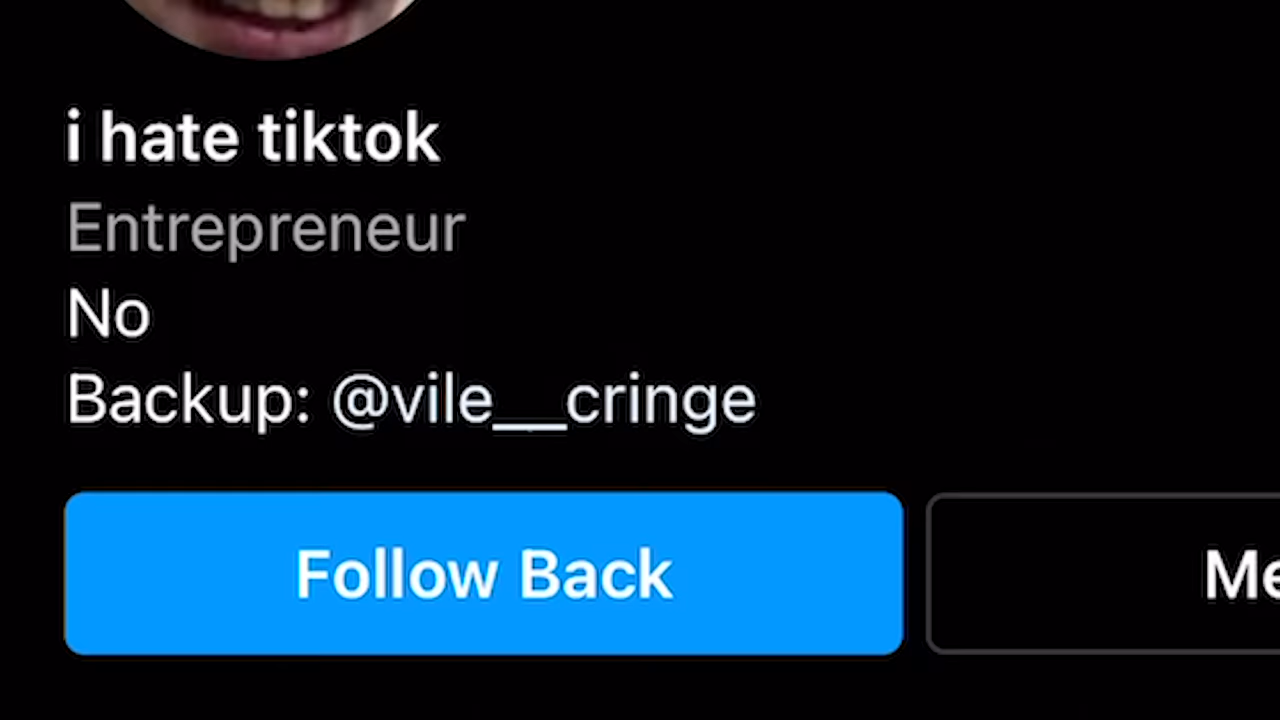 i hate tiktok
Entrepreneur
No
Backup: @vile__cringe
Follow Back